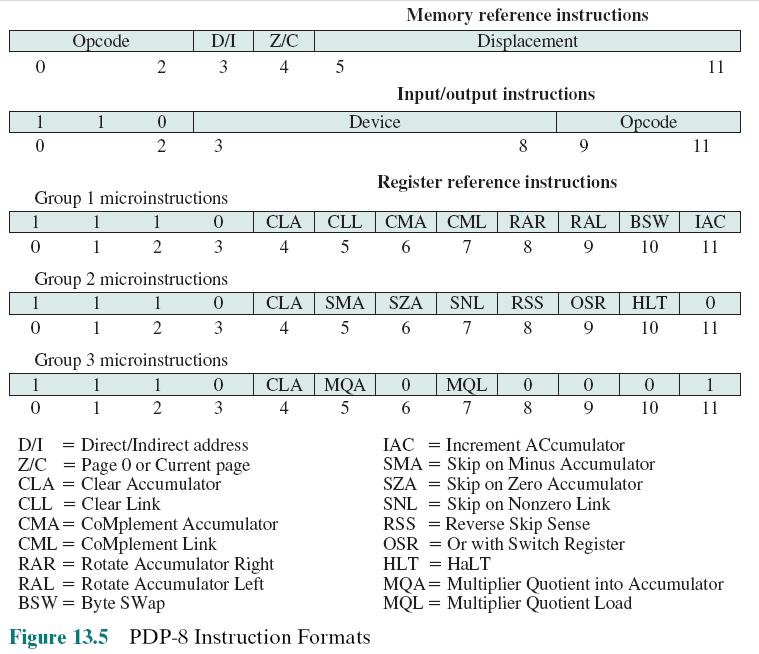 Memory reference instructions
Opcode D/I Z/C Displacement
0 2 3 4 5 11
Input/output instructions
1 1 0 Device Opcode
0 2 3 8 9 11
Register reference instructions
Group 1 microinstructions
1 1 1 0 CLA CLL CMA CML RAR RAL BSW IAC
0 1 2 3 4 5 6 7 8 9 10 11
Group 2 microinstructions
1 1 1 0 CLA SMA SZA SNL RSS OSR HLT 0
0 1 2 3 4 5 6 7 8 9 10 11
Group 3 microinstructions
1 1 1 0 CLA MQA 0 MQL 0 0 0 1
0 1 2 3 4 5 6 7 8 9 10 11
D/I = Direct/Indirect address
Z/C = Page 0 or Current page
CLA = Clear Accumulator
CLL = Clear Link
CMA = CoMplement Accumulator
CML = CoMplement Link
RAR = Rotate Accumulator Right
RAL = Rotate Accumulator Left
BSW = Byte SWap
IAC = Increment ACcumulator
SMA = Skip on Minus Accumulator
SZA = Skip on Zero Accumulator
SNL = Skip on Nonzero Link
RSS = Reverse Skip Sense
OSR = Or with Switch Register
HLT = HaLT
MQA = Multiplier Quotient into Accumulator
MQL = Multiplier Quotient Load
Figure 13.5 PDP-8 Instruction Formats